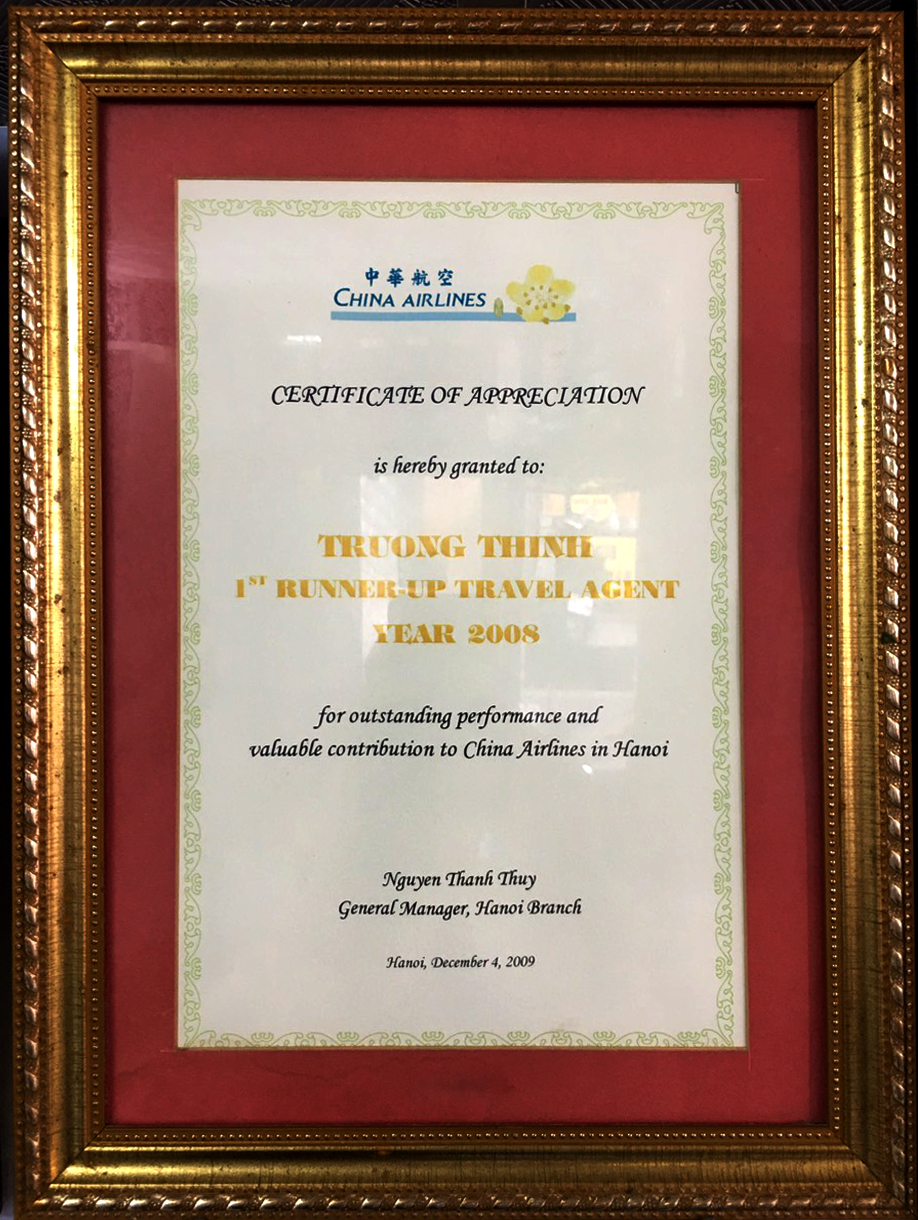 中華航空
CHINA AIRLINES
CERTIFICATE OF APPRECIATION
is hereby granted to:
TRUONG THINH
1ST RUNNER-UP TRAVEL AGENT
YEAR 2008
for outstanding performance and
valuable contribution to China Airlines in Hanoi
Nguyen Thanh Thuy
General Manager, Hanoi Branch
Hanoi, December 4, 2009